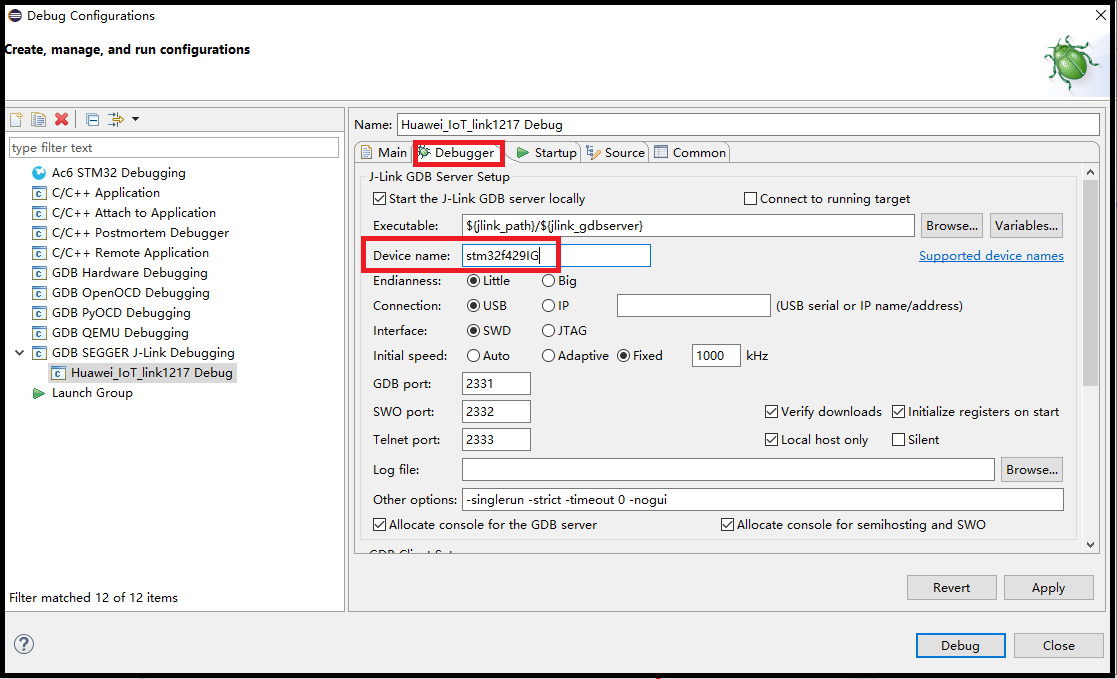 Debug Configurations
Create, manage, and run configurations
type filter text
Ac6 STM32 Debugging
C/C++ Application
C/C++ Attach to Application
C/C++ Postmortem Debugger
C/C++ Remote Application
GDB Hardware Debugging
GDB OpenOCD Debugging
GDB PyOCD Debugging
GDB QEMU Debugging
GDB SEGGER J-Link Debugging
Huawei_IoT_link1217 Debug
Launch Group
Filter matched 12 of 12 items
Name: Huawei_IoT_link1217 Debug
Main Debugger Startup Source Common
J-Link GDB Server Setup
Start the J-Link GDB server locally Connect to running target
Executable: ${jlink_path}/${jlink_gdbserver} Browse... Variables...
Device name: stm32f429IG Supported device names
Endianness: Little Big
Connection: USB IP (USB serial or IP name/address)
Interface: SWD JTAG
Initial speed: Auto Adaptive Fixed 1000 kHz
GDB port: 2331
SWO port: 2332 Verify downloads Initialize registers on start
Telnet port: 2333 Local host only Silent
Log file: Browse...
Other options: -singlerun -strict -timeout 0 -nogui
Allocate console for the GDB server Allocate console for semihosting and SWO
Revert Apply
Debug Close